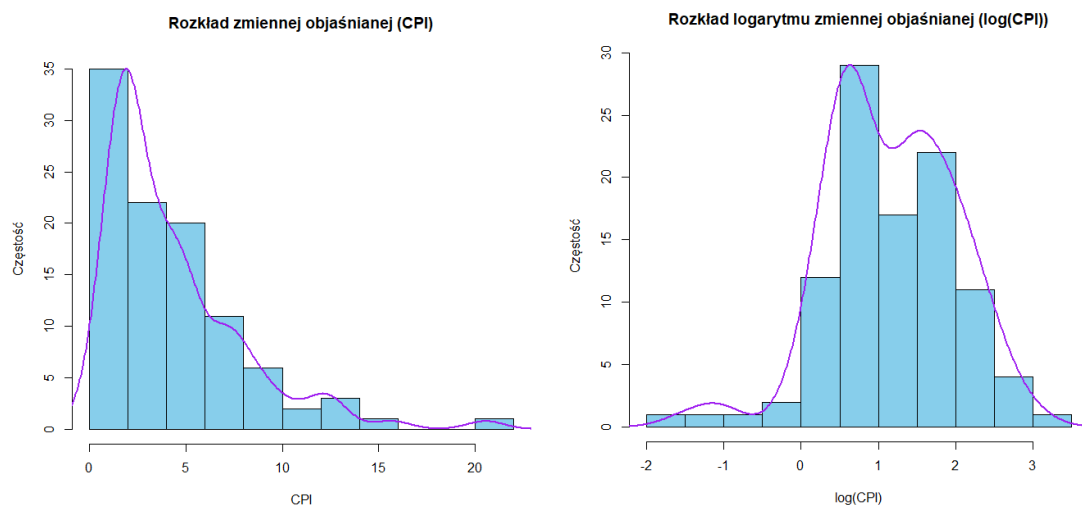 Rozkład zmiennej objaśnianej (CPI)
Częstość
35
30
25
20
15
10
5
0
0 5 10 15 20
CPI
Rozkład logarytmu zmiennej objaśnianej (log(CPI))
Częstość
30
25
20
15
10
5
0
-2 -1 0 1 2 3
log(CPI)